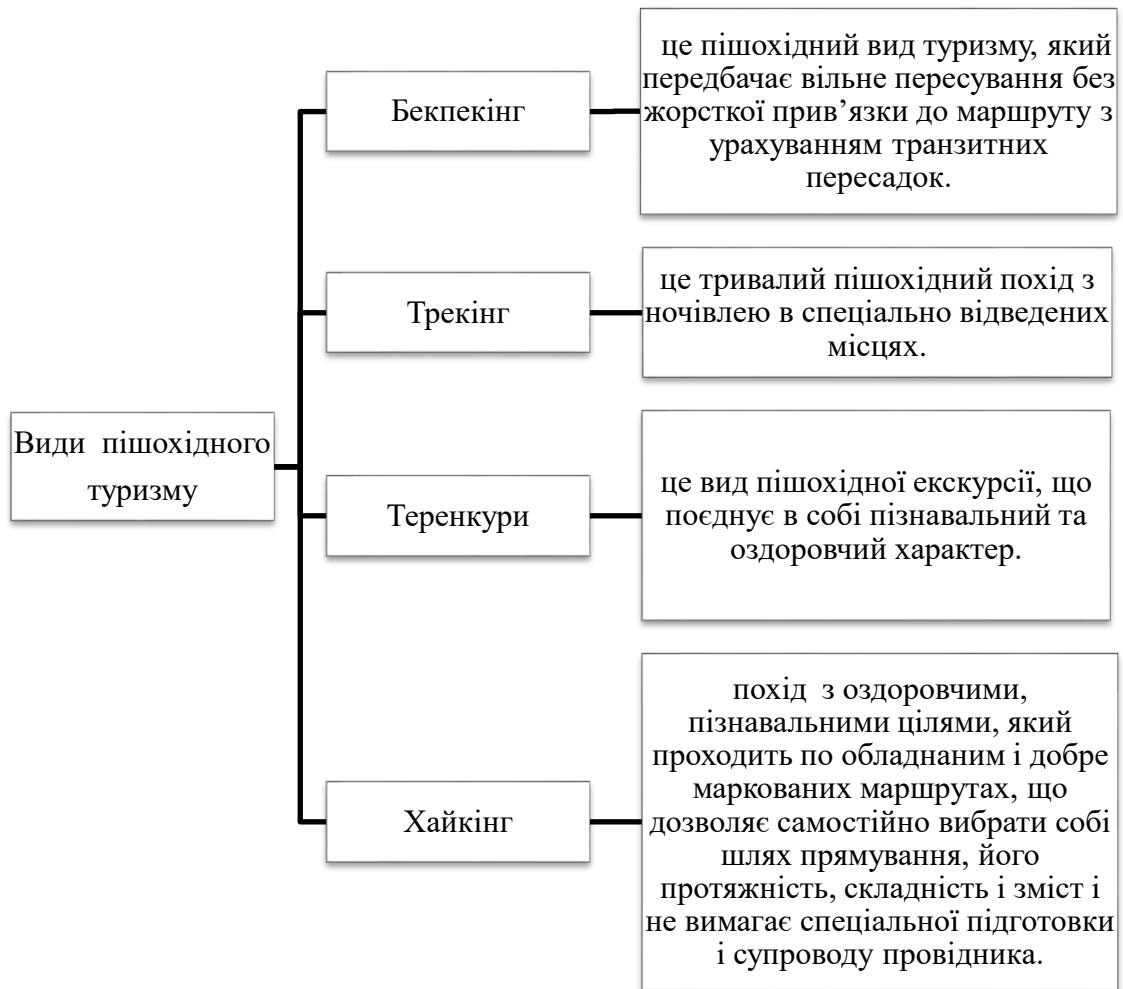 Види пішохідного
туризму
Бекпекінг
це пішохідний вид туризму, який
передбачає вільне пересування без
жорсткої прив’язки до маршруту з
урахуванням транзитних
пересадок.
Трекінг
це тривалий пішохідний похід з
ночівлею в спеціально відведених
місцях.
Теренкури
це вид пішохідної екскурсії, що
поєднує в собі пізнавальний та
оздоровчий характер.
Хайкінг
похід з оздоровчими,
пізнавальними цілями, який
проходить по обладнаним і добре
маркованих маршрутах, що
дозволяє самостійно вибрати собі
шлях прямування, його
протяжність, складність і зміст і
не вимагає спеціальної підготовки
і супроводу провідника.